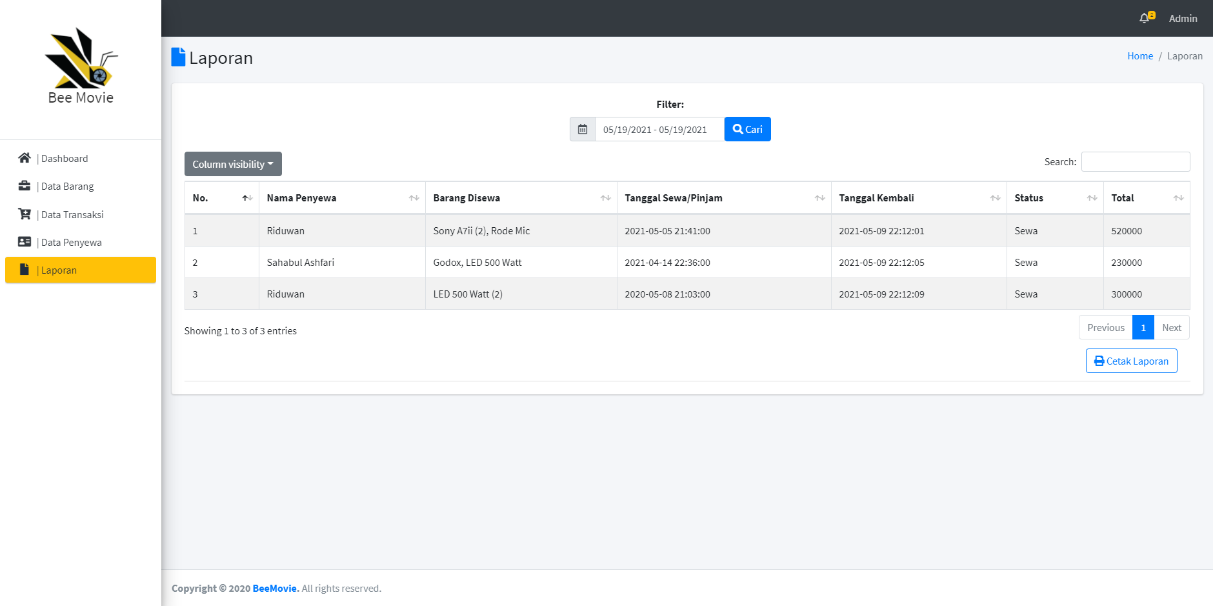 Admin
Bee Movie
| Dashboard
| Data Barang
| Data Transaksi
| Data Penyewa
| Laporan
Laporan
Home / Laporan
Filter:
05/19/2021 - 05/19/2021 Cari
Column visibility
Search:
No. Nama Penyewa Barang Disewa Tanggal Sewa/Pinjam Tanggal Kembali Status Total
1 Riduwan Sony A7ii (2), Rode Mic 2021-05-05 21:41:00 2021-05-09 22:12:01 Sewa 520000
2 Sahabul Ashfari Godox, LED 500 Watt 2021-04-14 22:36:00 2021-05-09 22:12:05 Sewa 230000
3 Riduwan LED 500 Watt (2) 2020-05-08 21:03:00 2021-05-09 22:12:09 Sewa 300000
Showing 1 to 3 of 3 entries
Previous 1 Next
Cetak Laporan
Copyright © 2020 BeeMovie. All rights reserved.